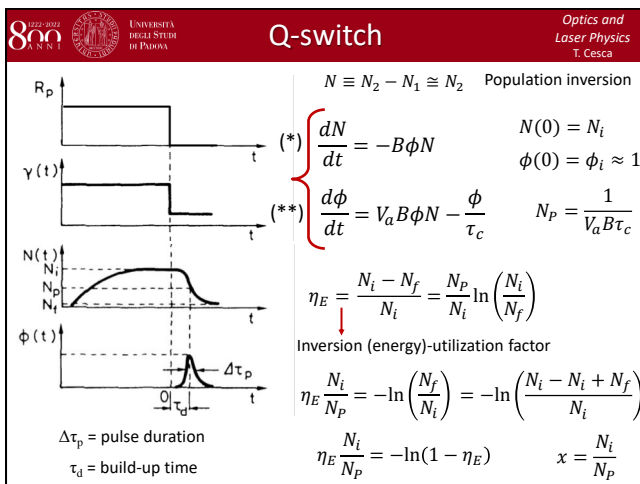 1222·2022
800
ANNI
UNIVERSITÀ
DEGLI STUDI
DI PADOVA
Q-switch
Optics and
Laser Physics
T. Cesca
R_p
t
γ(t)
t
N(t)
N_i
N_p
N_f
t
ϕ(t)
Δτ_p
0
τ_d
t
Δτ_p = pulse duration
τ_d = build-up time
N ≡ N_2 − N_1 ≅ N_2 Population inversion
(*) dN/dt = −BϕN N(0) = N_i
ϕ(0) = ϕ_i ≈ 1
(**) dϕ/dt = V_a BϕN − ϕ/τ_c N_P = 1/(V_a Bτ_c)
η_E = (N_i − N_f)/N_i = N_P/N_i ln(N_i/N_f)
Inversion (energy)-utilization factor
η_E N_i/N_P = −ln(N_f/N_i) = −ln((N_i − N_i + N_f)/N_i)
η_E N_i/N_P = −ln(1 − η_E) x = N_i/N_P